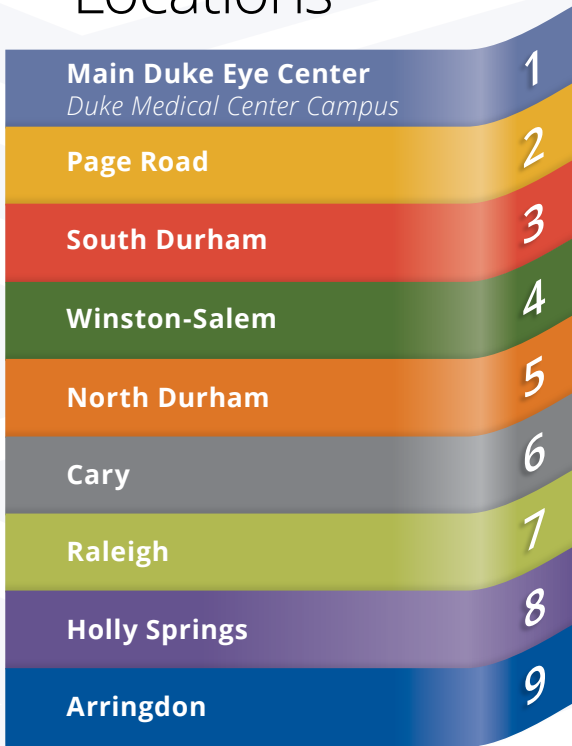 Locations
Main Duke Eye Center 1
Duke Medical Center Campus
Page Road 2
South Durham 3
Winston-Salem 4
North Durham 5
Cary 6
Raleigh 7
Holly Springs 8
Arringdon 9